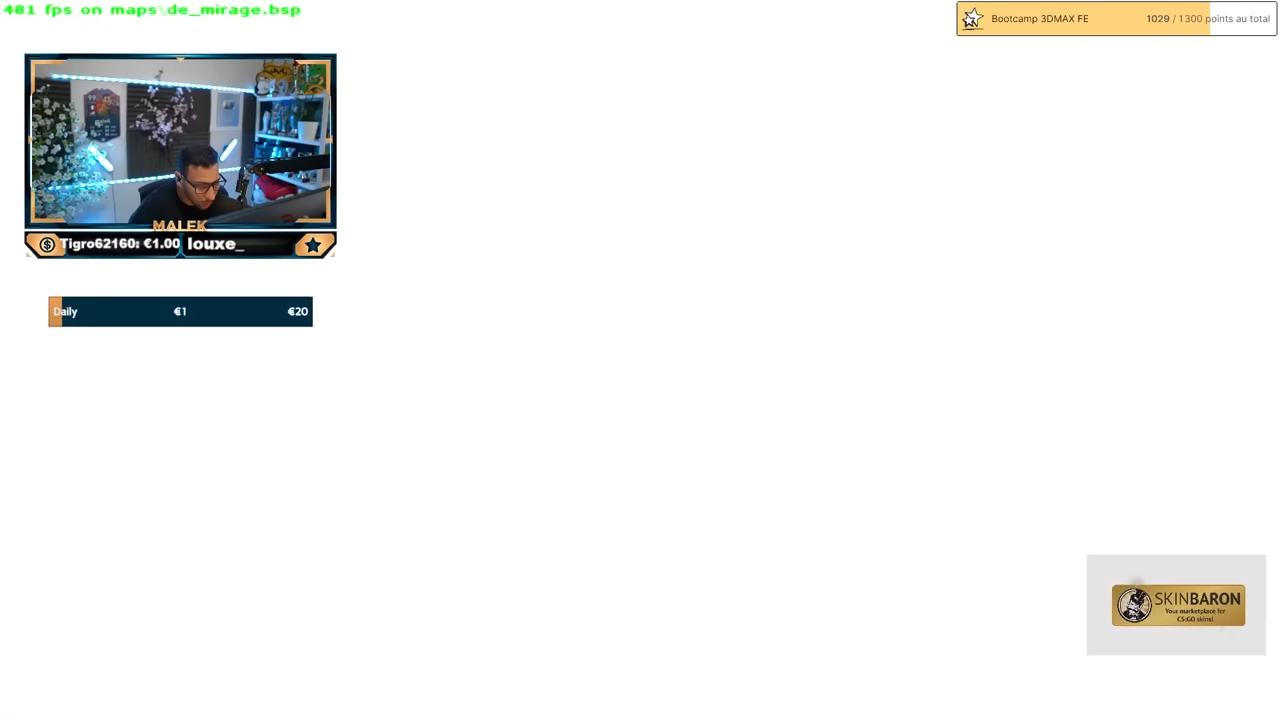 481 fps on maps\de_mirage.bsp
Bootcamp 3DMAX FE 1029 / 1300 points au total
99
MALEK
Tigro62160: €1.00 louxe_
Daily €1 €20
SKINBARON
Your marketplace for
CS:GO skins!